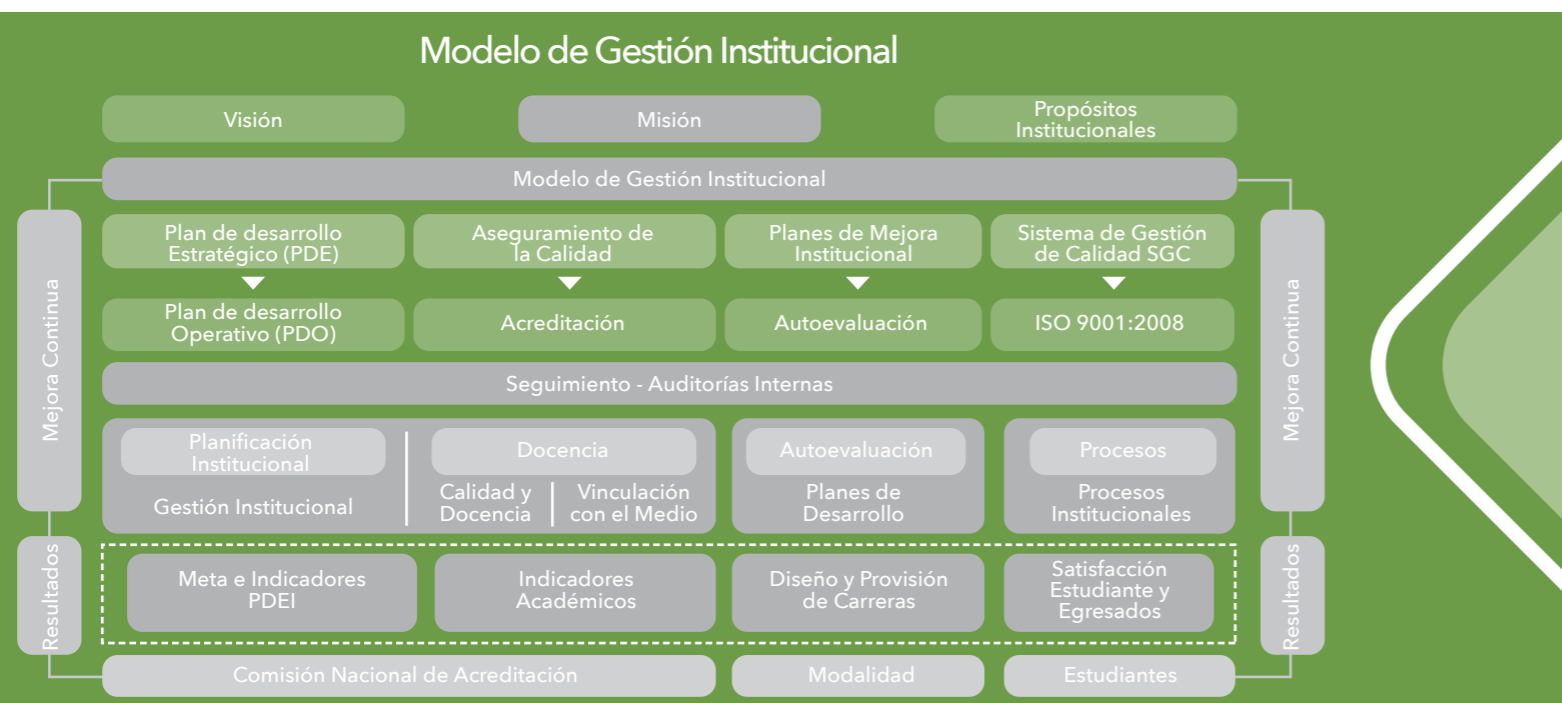 Modelo de Gestión Institucional
Visión
Misión
Propósitos
Institucionales
Modelo de Gestión Institucional
Mejora Continua
Plan de desarrollo
Estratégico (PDE)
Aseguramiento de
la Calidad
Planes de Mejora
Institucional
Sistema de Gestión
de Calidad SGC
Mejora Continua
Plan de desarrollo
Operativo (PDO)
Acreditación
Autoevaluación
ISO 9001:2008
Seguimiento - Auditorías Internas
Planificación
Institucional
Gestión Institucional
Docencia
Calidad y
Docencia
Vinculación
con el Medio
Autoevaluación
Planes de
Desarrollo
Procesos
Procesos
Institucionales
Resultados
Meta e Indicadores
PDEI
Indicadores
Académicos
Diseño y Provisión
de Carreras
Satisfacción
Estudiante y
Egresados
Resultados
Comisión Nacional de Acreditación
Modalidad
Estudiantes